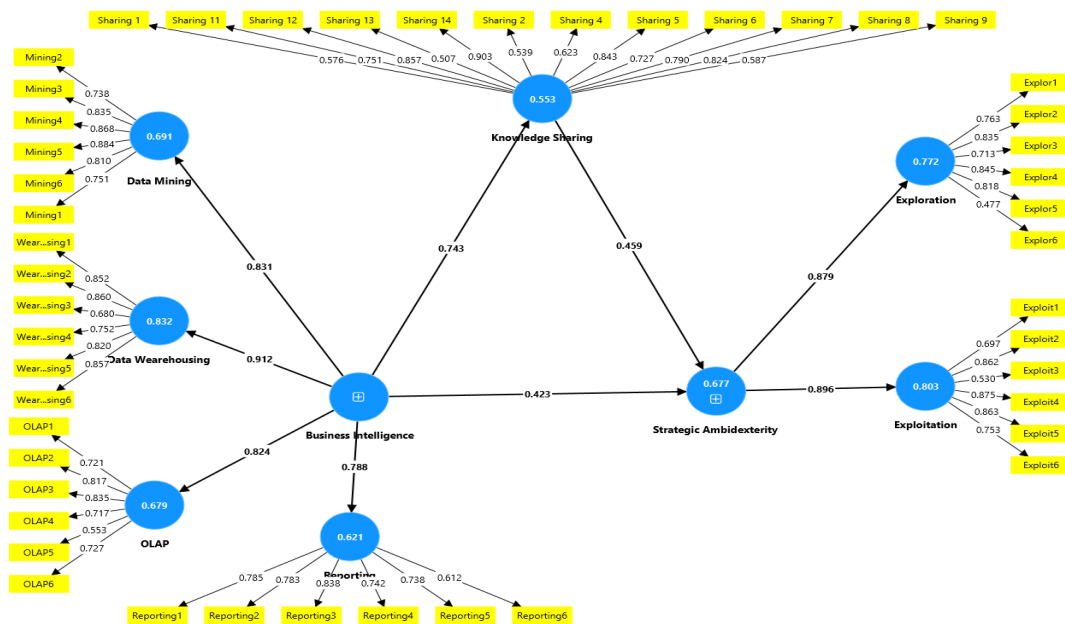 Sharing 1
Sharing 11
Sharing 12
Sharing 13
Sharing 14
Sharing 2
Sharing 4
Sharing 5
Sharing 6
Sharing 7
Sharing 8
Sharing 9
0.576
0.751
0.857
0.507
0.903
0.539
0.623
0.843
0.727
0.790
0.824
0.587
0.553
Knowledge Sharing
Mining2
Mining3
Mining4
Mining5
Mining6
Mining1
0.738
0.835
0.868
0.884
0.810
0.751
0.691
Data Mining
Wear...sing1
Wear...sing2
Wear...sing3
Wear...sing4
Wear...sing5
Wear...sing6
0.852
0.860
0.680
0.752
0.820
0.857
0.832
Data Wearehousing
OLAP1
OLAP2
OLAP3
OLAP4
OLAP5
OLAP6
0.721
0.817
0.835
0.717
0.553
0.727
0.679
OLAP
0.831
0.912
0.824
0.788
0.743
0.423
0.459
Business Intelligence
0.621
Reporting
0.785
0.783
0.838
0.742
0.738
0.612
Reporting1
Reporting2
Reporting3
Reporting4
Reporting5
Reporting6
0.677
Strategic Ambidexterity
0.879
0.896
0.772
Exploration
0.763
0.835
0.713
0.845
0.818
0.477
Explor1
Explor2
Explor3
Explor4
Explor5
Explor6
0.803
Exploitation
0.697
0.862
0.530
0.875
0.863
0.753
Exploit1
Exploit2
Exploit3
Exploit4
Exploit5
Exploit6